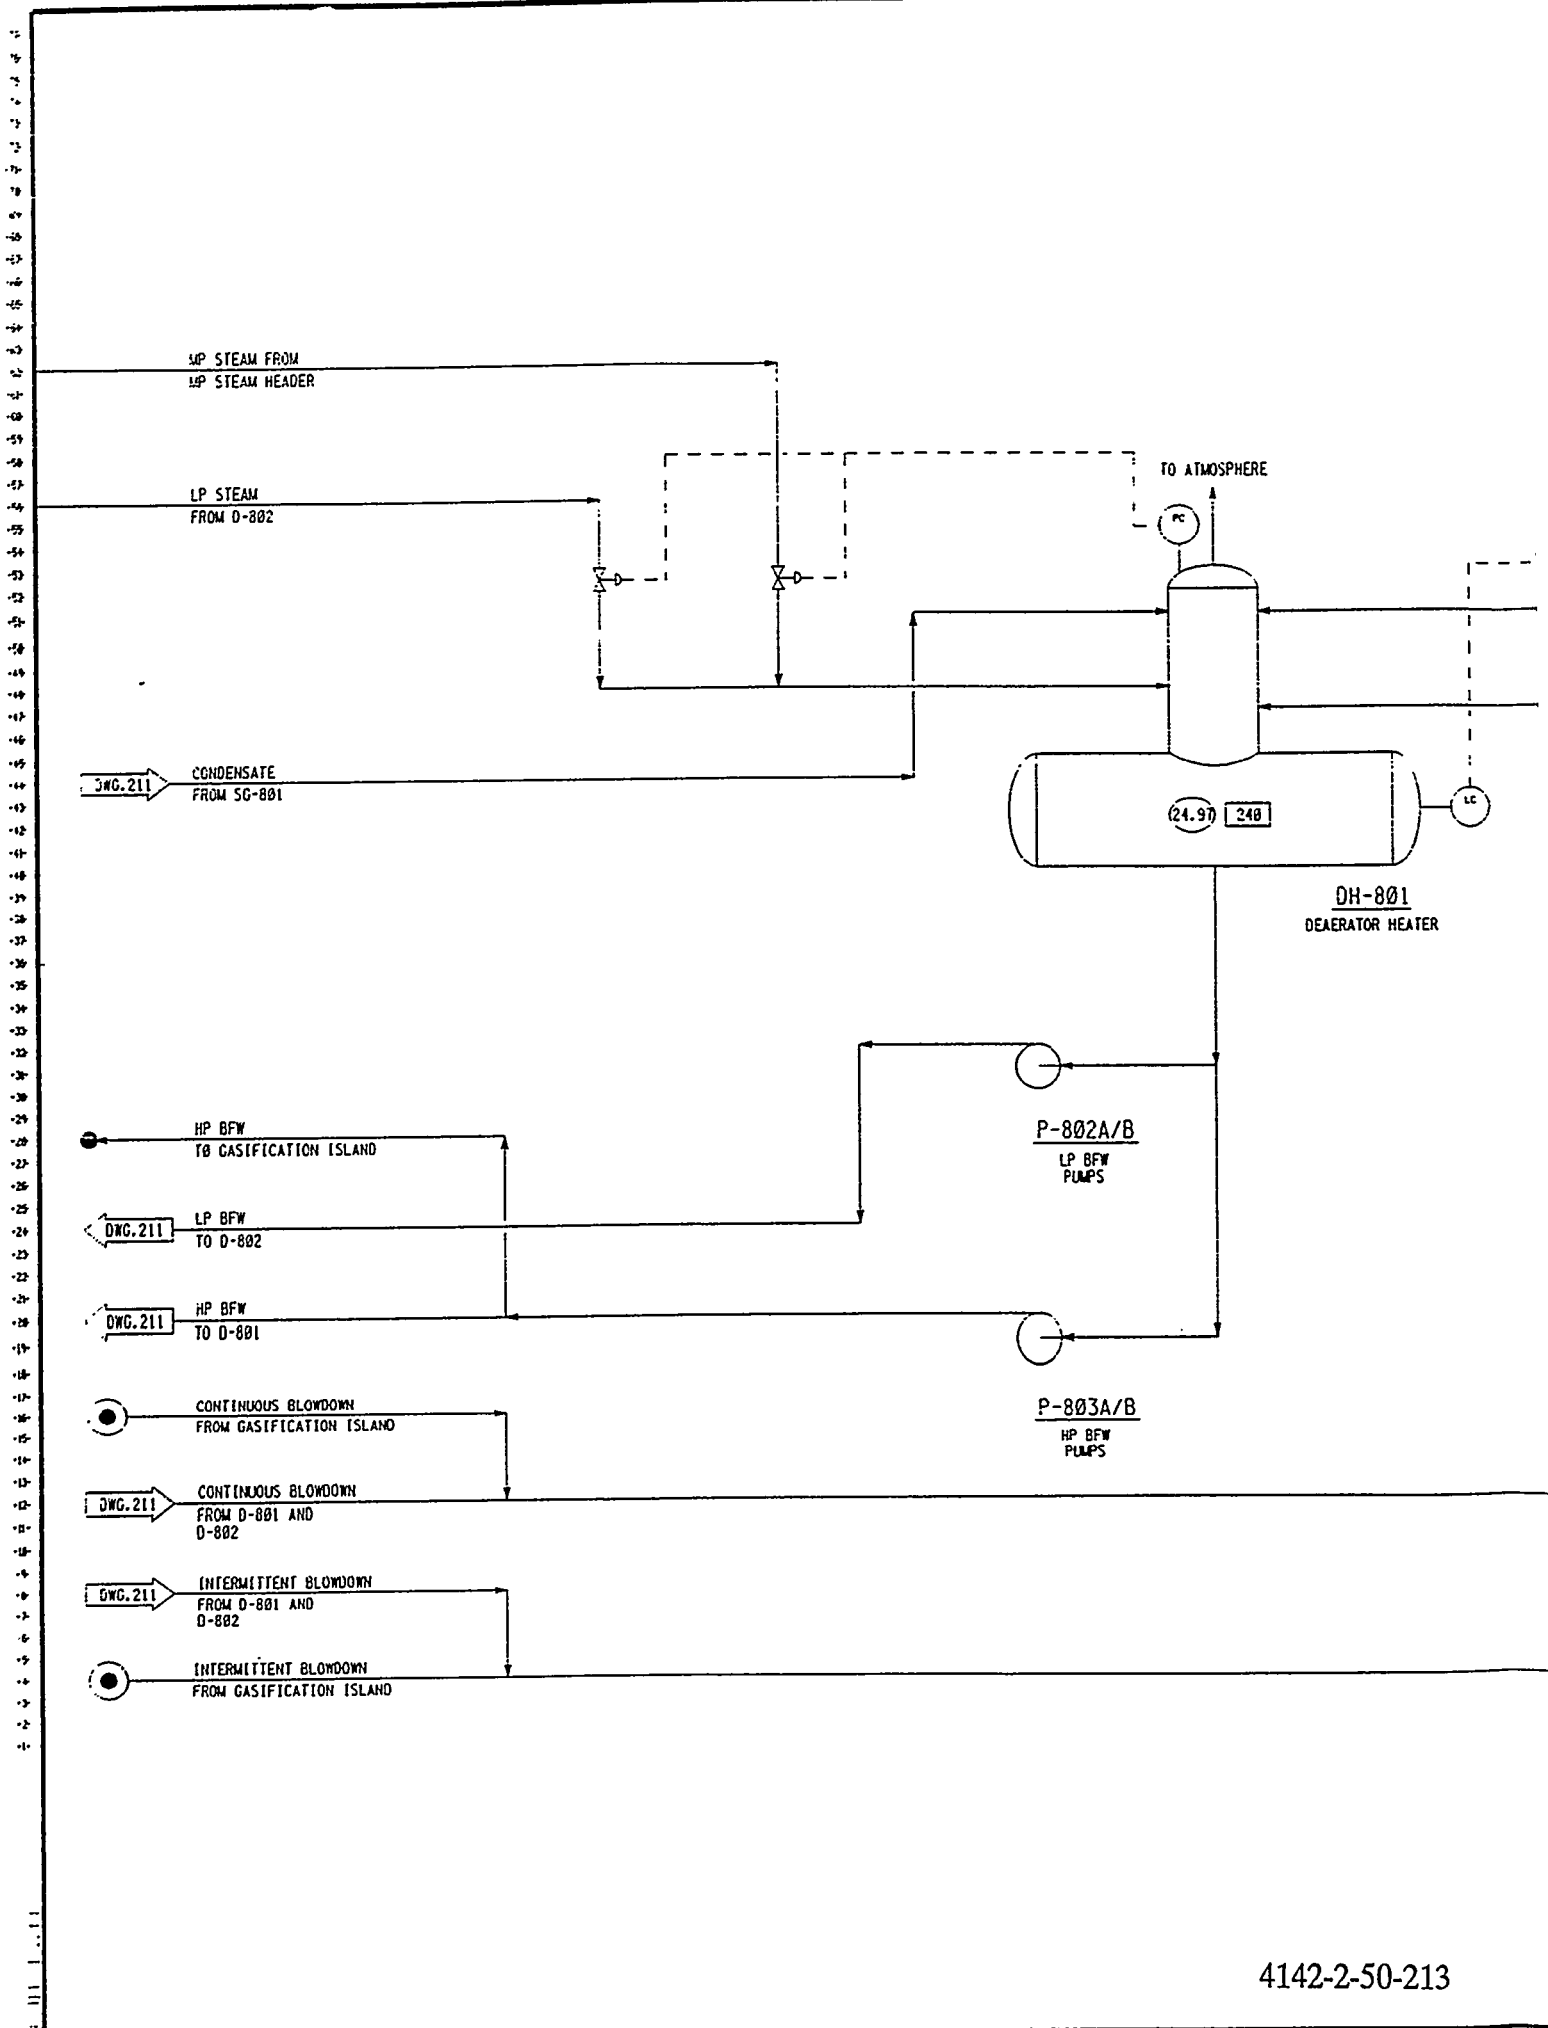 MP STEAM FROM
MP STEAM HEADER
TO ATMOSPHERE
LP STEAM
FROM D-802
PC
DWG.211
CONDENSATE
FROM SG-801
24.97
240
LC
DH-801
DEAERATOR HEATER
HP BFW
TO GASIFICATION ISLAND
P-802A/B
LP BFW
PUMPS
DWG.211
LP BFW
TO D-802
DWG.211
HP BFW
TO D-801
P-803A/B
HP BFW
PUMPS
CONTINUOUS BLOWDOWN
FROM GASIFICATION ISLAND
DWG.211
CONTINUOUS BLOWDOWN
FROM D-801 AND
D-802
DWG.211
INTERMITTENT BLOWDOWN
FROM D-801 AND
D-802
INTERMITTENT BLOWDOWN
FROM GASIFICATION ISLAND
4142-2-50-213